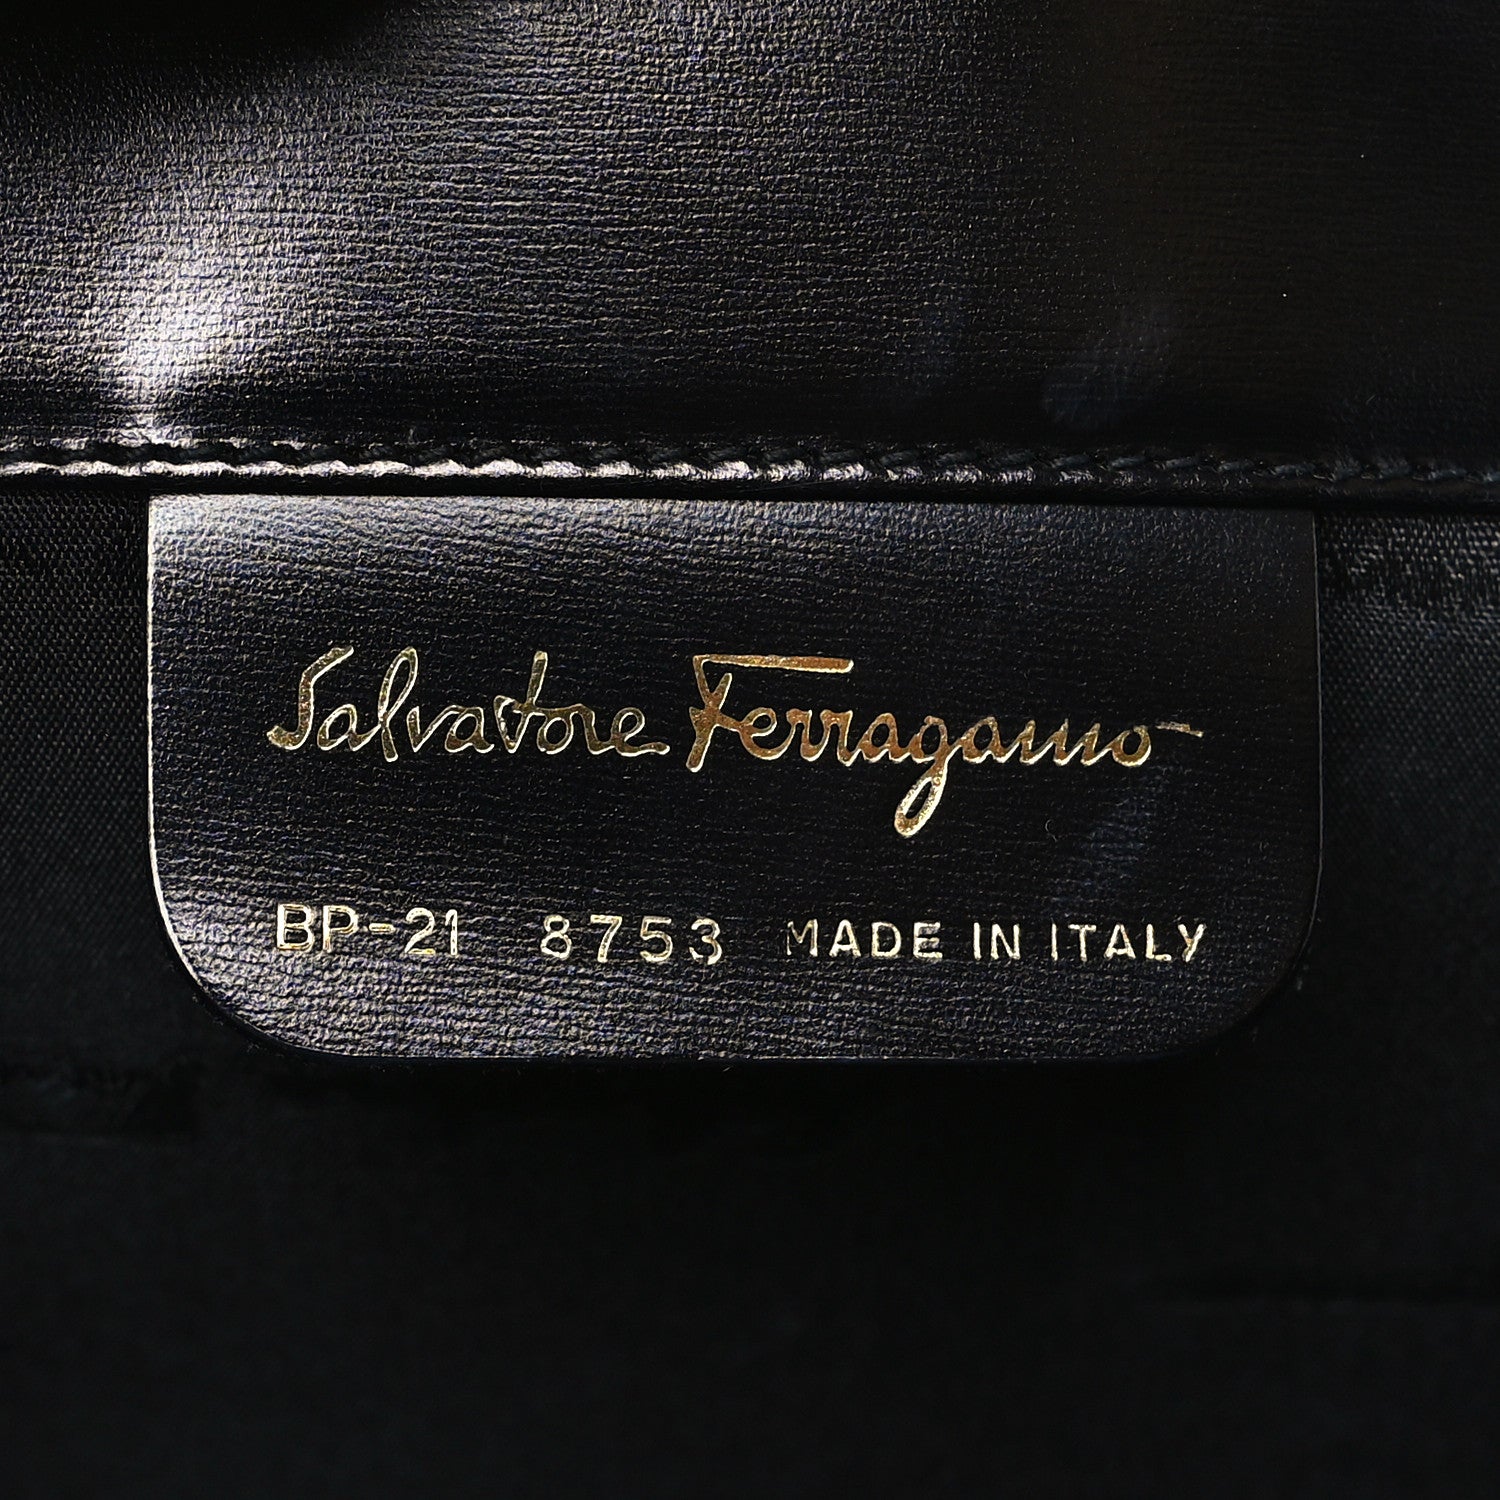 Salvatore Ferragamo
BP-21 8753 MADE IN ITALY